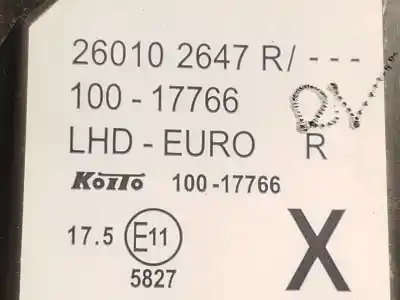 26010 2647 R/ ---
100 - 17766
LHD - EURO R
KOITO 100-17766
17.5 E11 X
5827